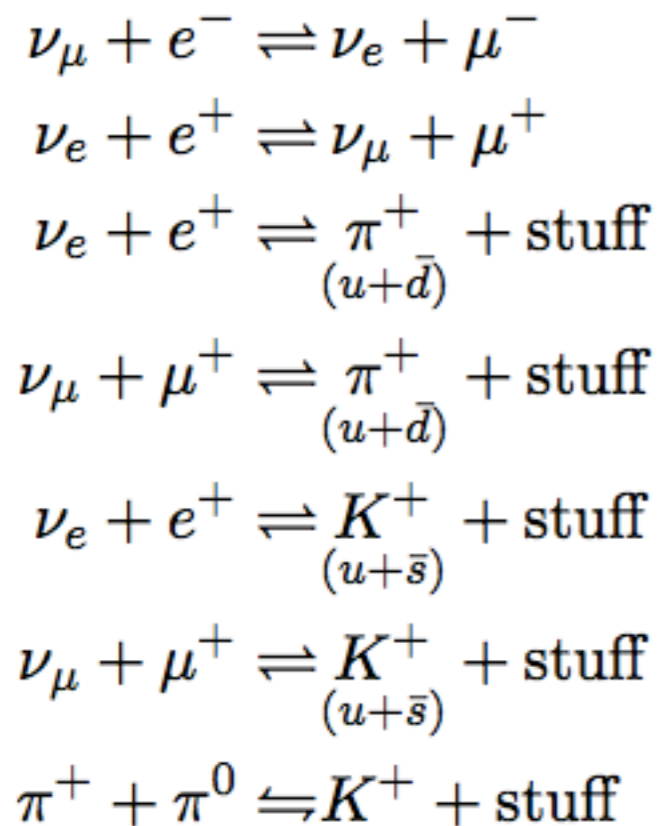 ν_μ + e⁻ ⇌ ν_e + μ⁻
ν_e + e⁺ ⇌ ν_μ + μ⁺
ν_e + e⁺ ⇌ π⁺ + stuff
(u+d̄)
ν_μ + μ⁺ ⇌ π⁺ + stuff
(u+d̄)
ν_e + e⁺ ⇌ K⁺ + stuff
(u+s̄)
ν_μ + μ⁺ ⇌ K⁺ + stuff
(u+s̄)
π⁺ + π⁰ ⇋ K⁺ + stuff